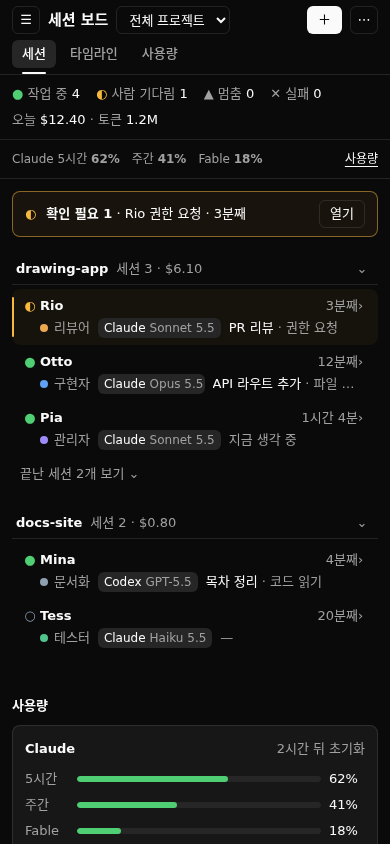 세션 보드 전체 프로젝트
세션 타임라인 사용량
작업 중 4 사람 기다림 1 멈춤 0 실패 0
오늘 $12.40 · 토큰 1.2M
Claude 5시간 62% 주간 41% Fable 18% 사용량
확인 필요 1 · Rio 권한 요청 · 3분째 열기
drawing-app 세션 3 · $6.10
Rio 3분째›
리뷰어 Claude Sonnet 5.5 PR 리뷰 · 권한 요청
Otto 12분째›
구현자 Claude Opus 5.5 API 라우트 추가 · 파일 …
Pia 1시간 4분›
관리자 Claude Sonnet 5.5 지금 생각 중
끝난 세션 2개 보기
docs-site 세션 2 · $0.80
Mina 4분째›
문서화 Codex GPT-5.5 목차 정리 · 코드 읽기
Tess 20분째›
테스터 Claude Haiku 5.5 —
사용량
Claude 2시간 뒤 초기화
5시간 62%
주간 41%
Fable 18%